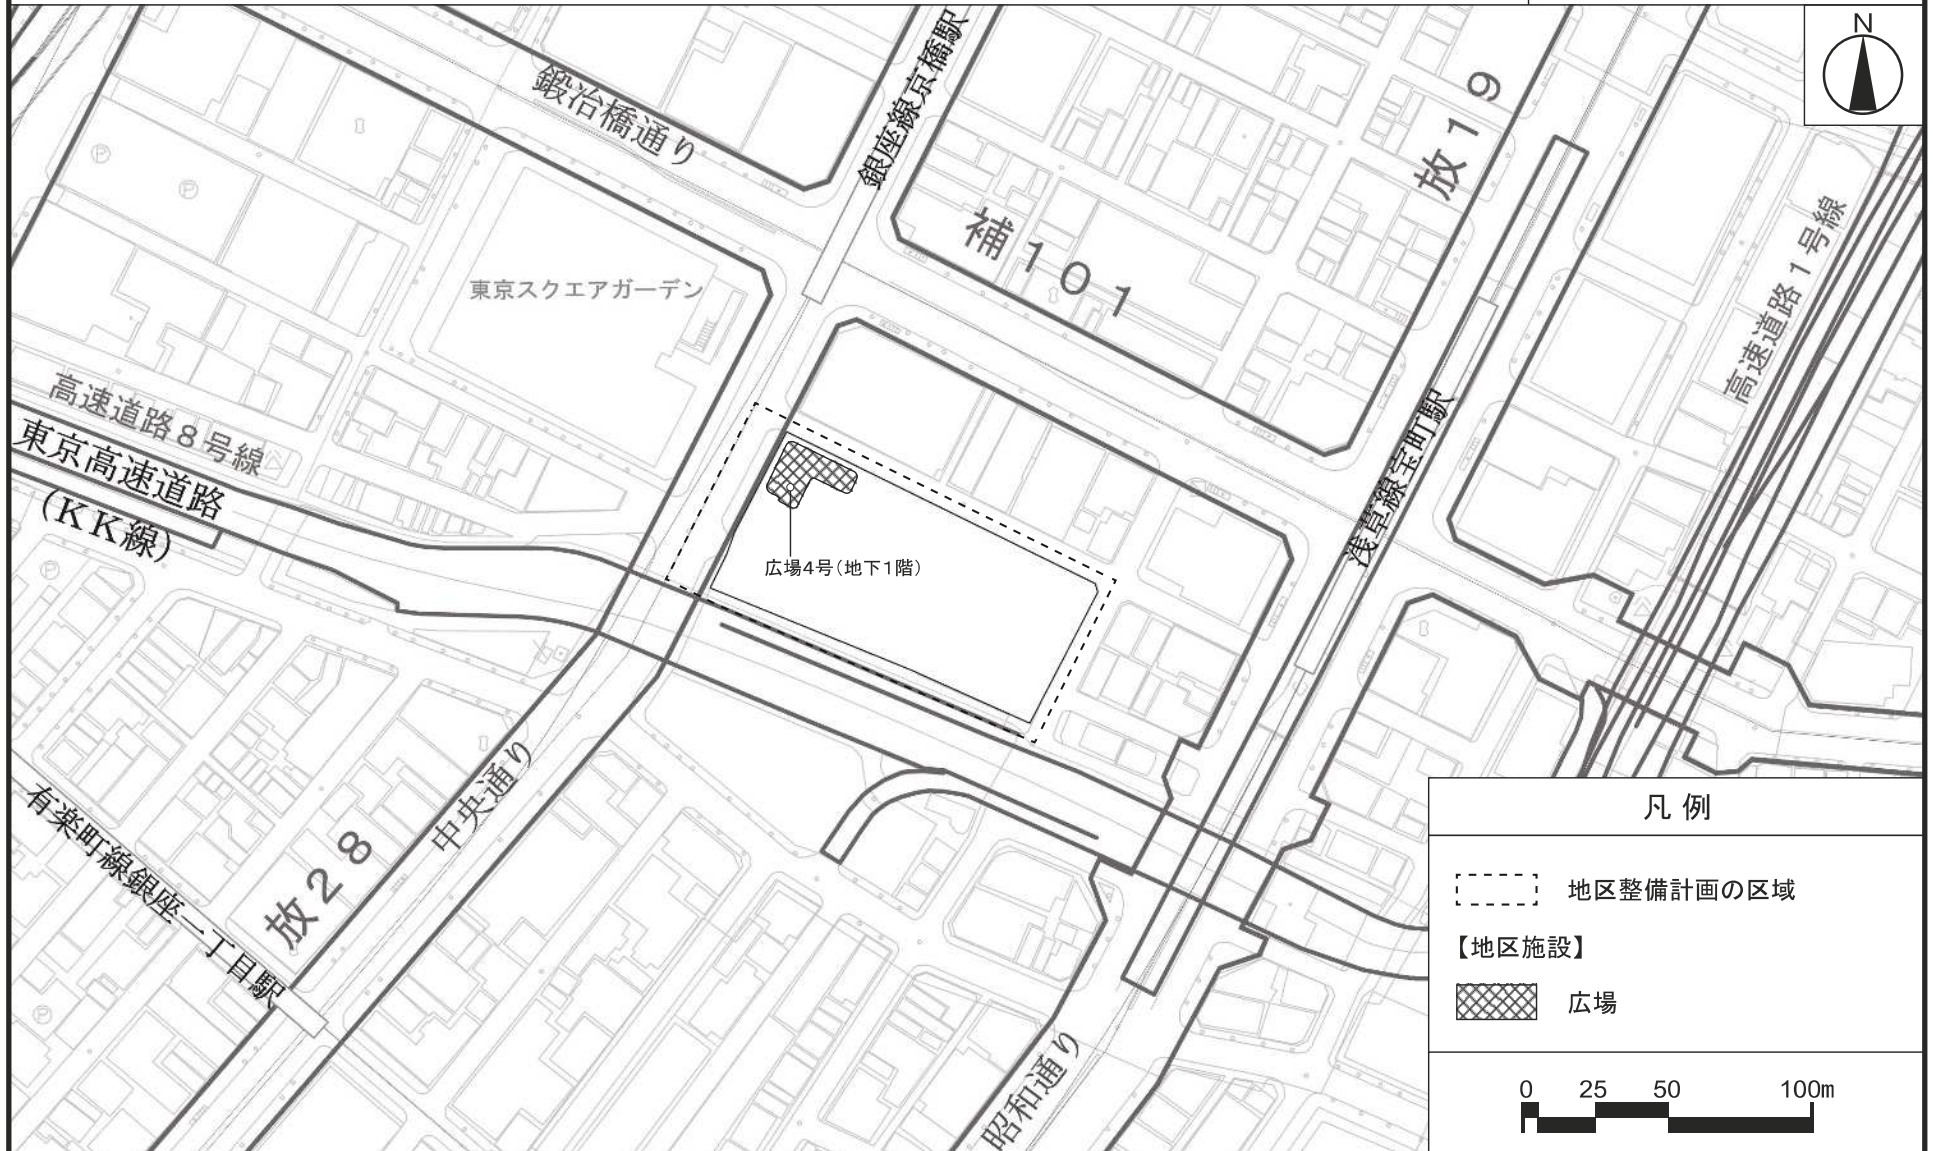 N
鍛冶橋通り
銀座線京橋駅
放19
補101
高速道路1号線
東京スクエアガーデン
高速道路8号線
東京高速道路
(KK線)
浅草線宝町駅
広場4号(地下1階)
中央通り
有楽町線銀座一丁目駅
放28
昭和通り
凡例
地区整備計画の区域
【地区施設】
広場
0 25 50 100m
P
P
P
P